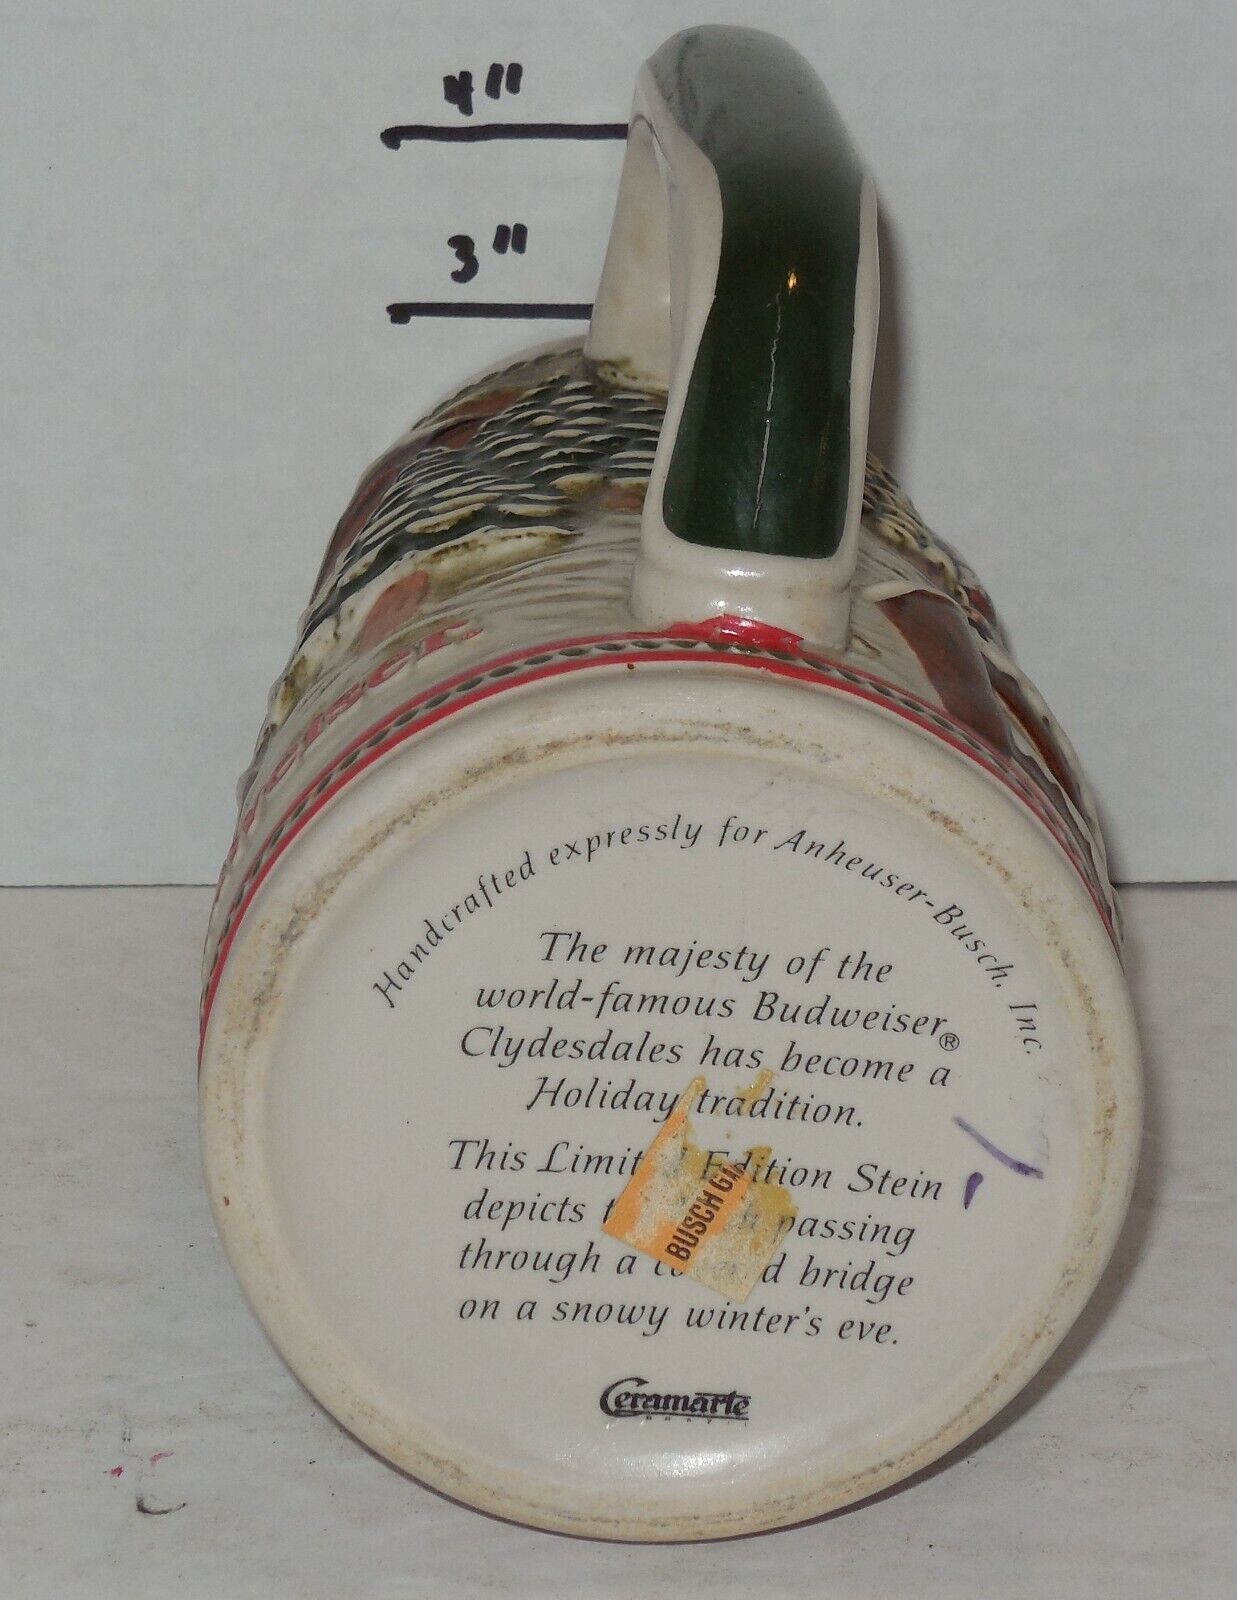 4"
3"
Handcrafted expressly for Anheuser-Busch, Inc.
The majesty of the
world-famous Budweiser®
Clydesdales has become a
Holiday tradition.
This Edition Stein
depicts passing
through a bridge
on a snowy winter's eve.
BUSCH
Ceramarte